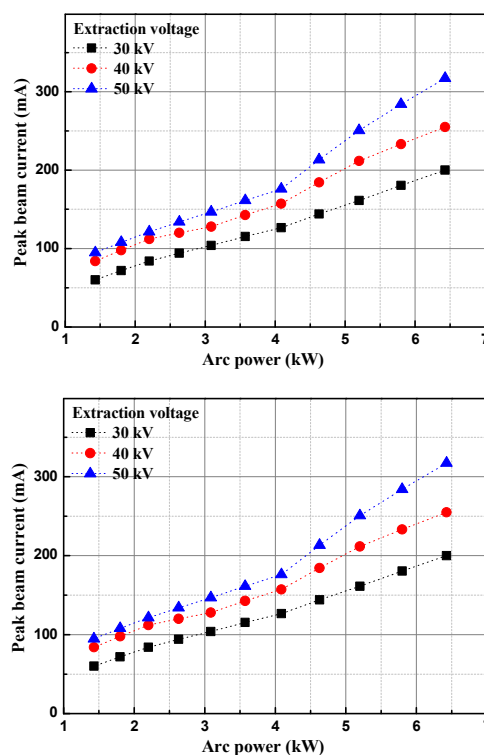 Extraction voltage
30 kV
40 kV
50 kV
300
200
100
0
1 2 3 4 5 6 7
Peak beam current (mA)
Arc power (kW)
Extraction voltage
30 kV
40 kV
50 kV
300
200
100
0
1 2 3 4 5 6 7
Peak beam current (mA)
Arc power (kW)